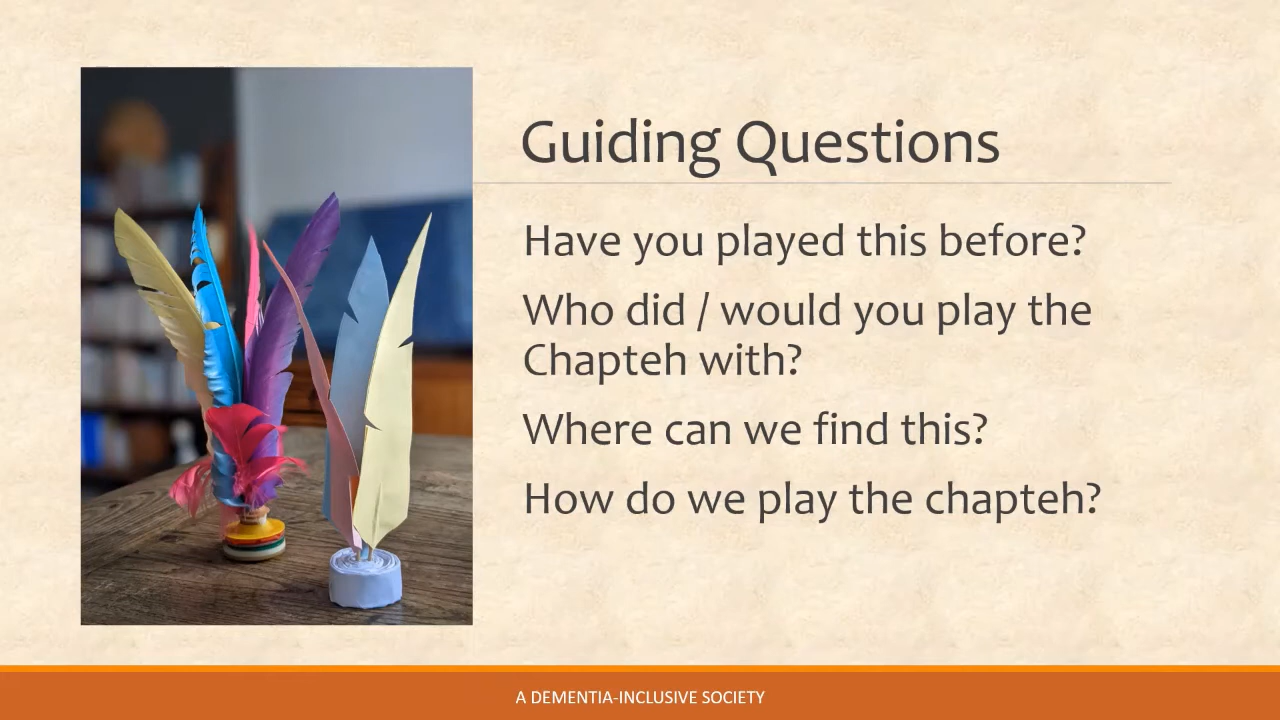 Guiding Questions
Have you played this before?
Who did / would you play the
Chapteh with?
Where can we find this?
How do we play the chapteh?
A DEMENTIA-INCLUSIVE SOCIETY